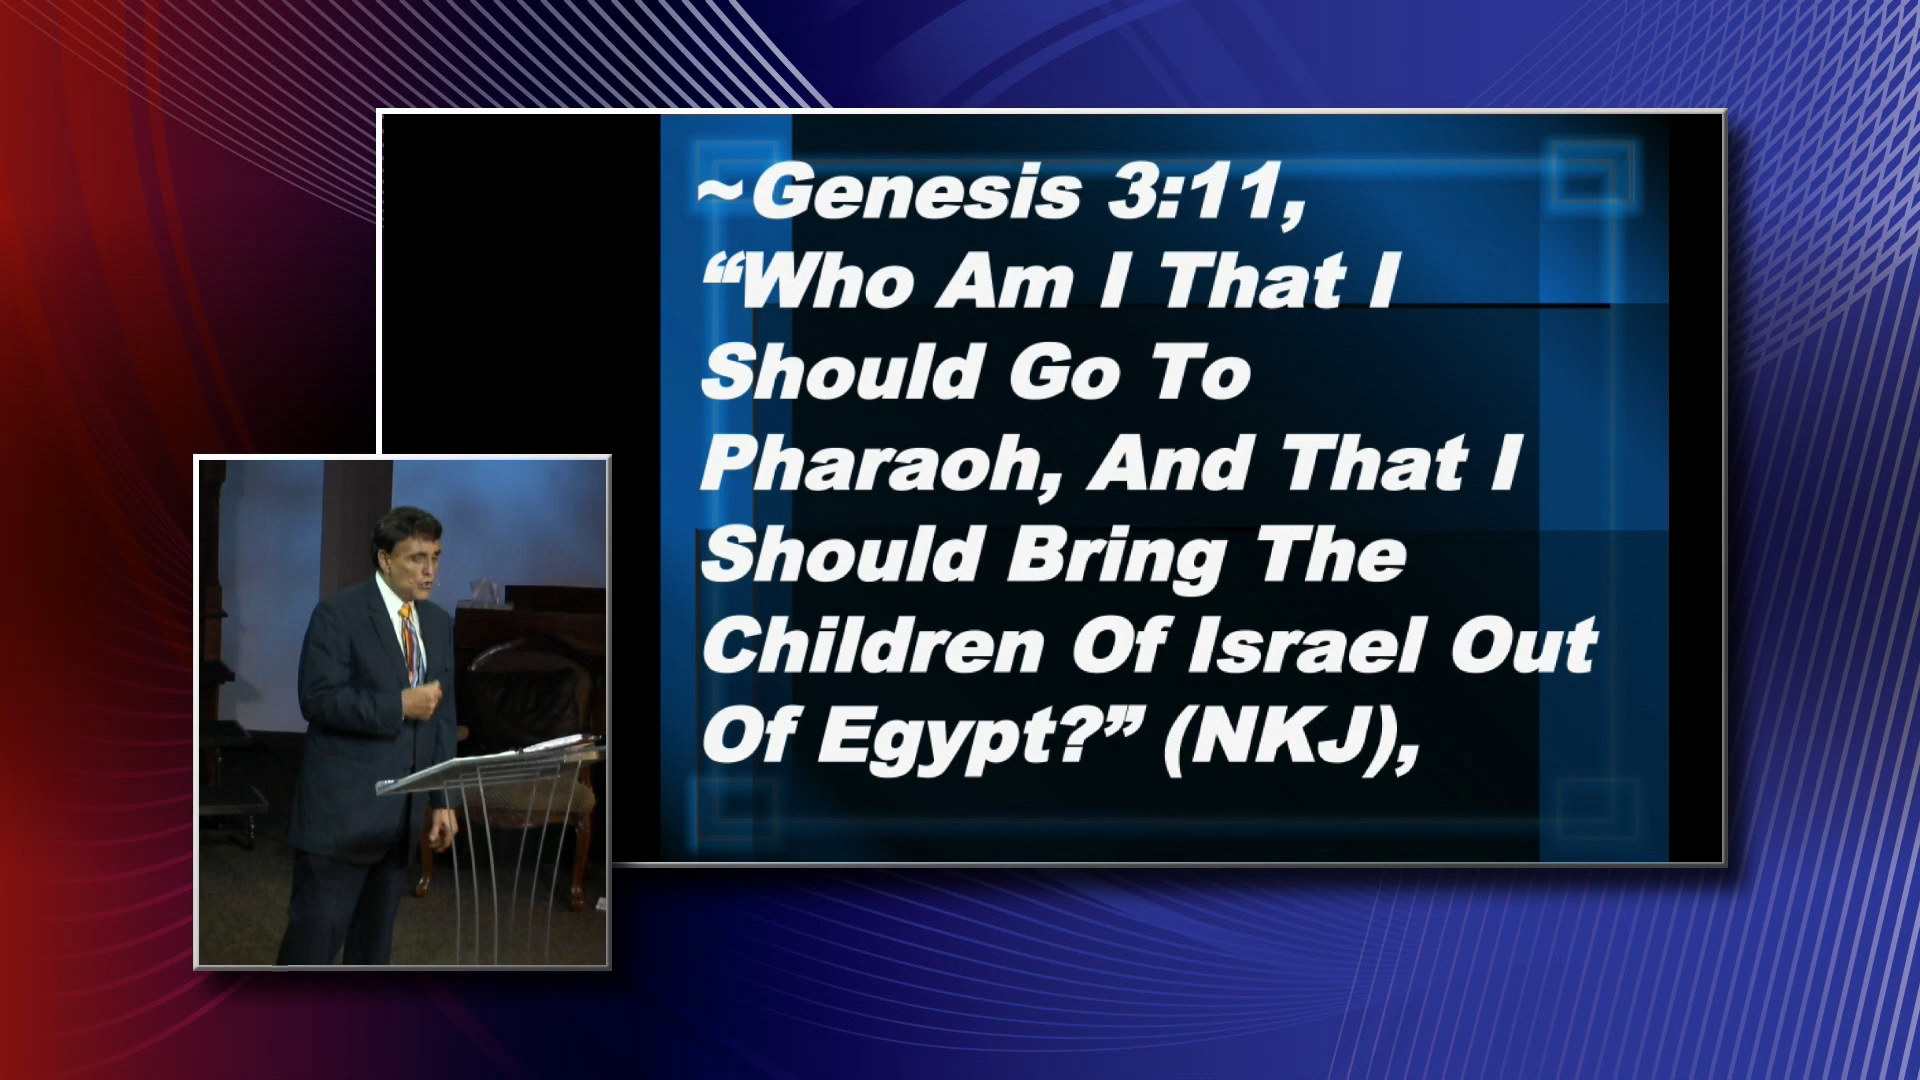 ~Genesis 3:11,
“Who Am I That I
Should Go To
Pharaoh, And That I
Should Bring The
Children Of Israel Out
Of Egypt?” (NKJ),